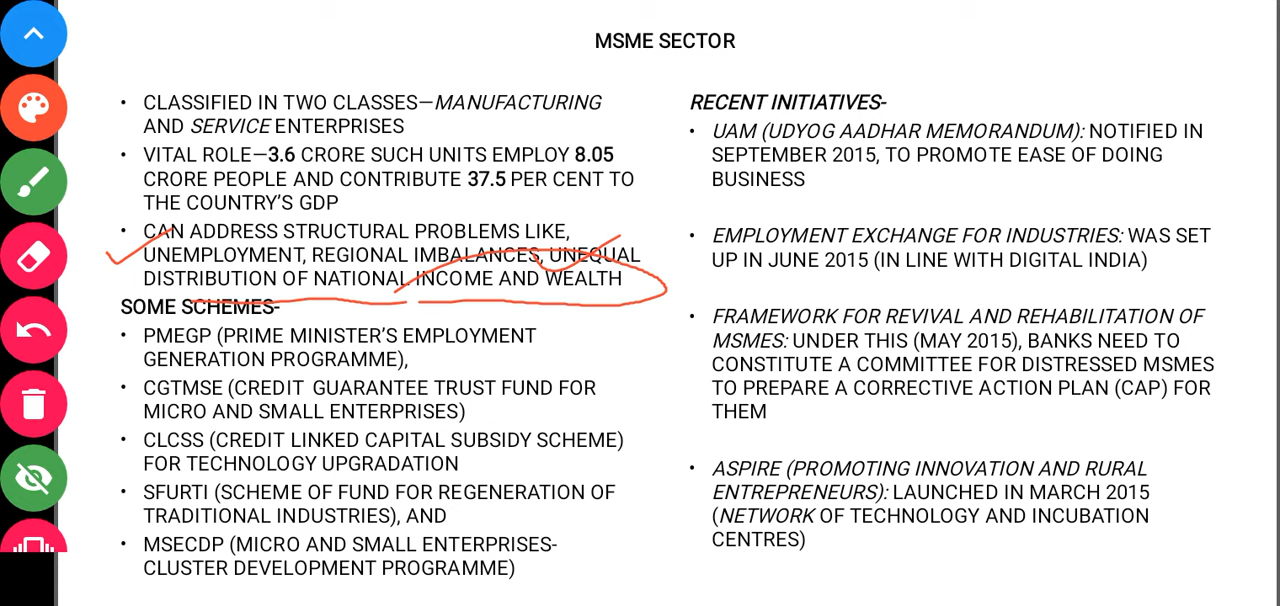 MSME SECTOR
• CLASSIFIED IN TWO CLASSES—MANUFACTURING
AND SERVICE ENTERPRISES
• VITAL ROLE—3.6 CRORE SUCH UNITS EMPLOY 8.05
CRORE PEOPLE AND CONTRIBUTE 37.5 PER CENT TO
THE COUNTRY'S GDP
• CAN ADDRESS STRUCTURAL PROBLEMS LIKE,
UNEMPLOYMENT, REGIONAL IMBALANCES, UNEQUAL
DISTRIBUTION OF NATIONAL INCOME AND WEALTH
SOME SCHEMES-
• PMEGP (PRIME MINISTER'S EMPLOYMENT
GENERATION PROGRAMME),
• CGTMSE (CREDIT GUARANTEE TRUST FUND FOR
MICRO AND SMALL ENTERPRISES)
• CLCSS (CREDIT LINKED CAPITAL SUBSIDY SCHEME)
FOR TECHNOLOGY UPGRADATION
• SFURTI (SCHEME OF FUND FOR REGENERATION OF
TRADITIONAL INDUSTRIES), AND
• MSECDP (MICRO AND SMALL ENTERPRISES-
CLUSTER DEVELOPMENT PROGRAMME)
RECENT INITIATIVES-
• UAM (UDYOG AADHAR MEMORANDUM): NOTIFIED IN
SEPTEMBER 2015, TO PROMOTE EASE OF DOING
BUSINESS
• EMPLOYMENT EXCHANGE FOR INDUSTRIES: WAS SET
UP IN JUNE 2015 (IN LINE WITH DIGITAL INDIA)
• FRAMEWORK FOR REVIVAL AND REHABILITATION OF
MSMES: UNDER THIS (MAY 2015), BANKS NEED TO
CONSTITUTE A COMMITTEE FOR DISTRESSED MSMES
TO PREPARE A CORRECTIVE ACTION PLAN (CAP) FOR
THEM
• ASPIRE (PROMOTING INNOVATION AND RURAL
ENTREPRENEURS): LAUNCHED IN MARCH 2015
(NETWORK OF TECHNOLOGY AND INCUBATION
CENTRES)